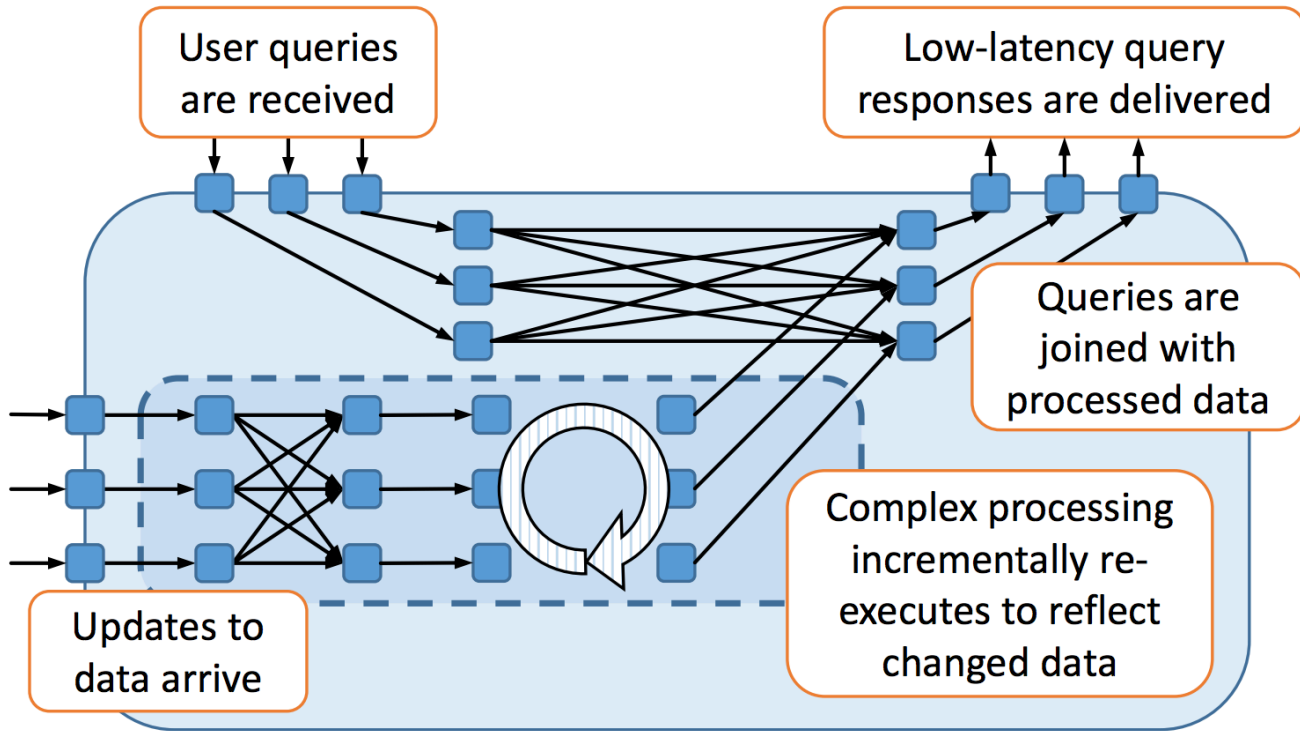 User queries
are received
Low-latency query
responses are delivered
Queries are
joined with
processed data
Complex processing
incrementally re-
executes to reflect
changed data
Updates to
data arrive